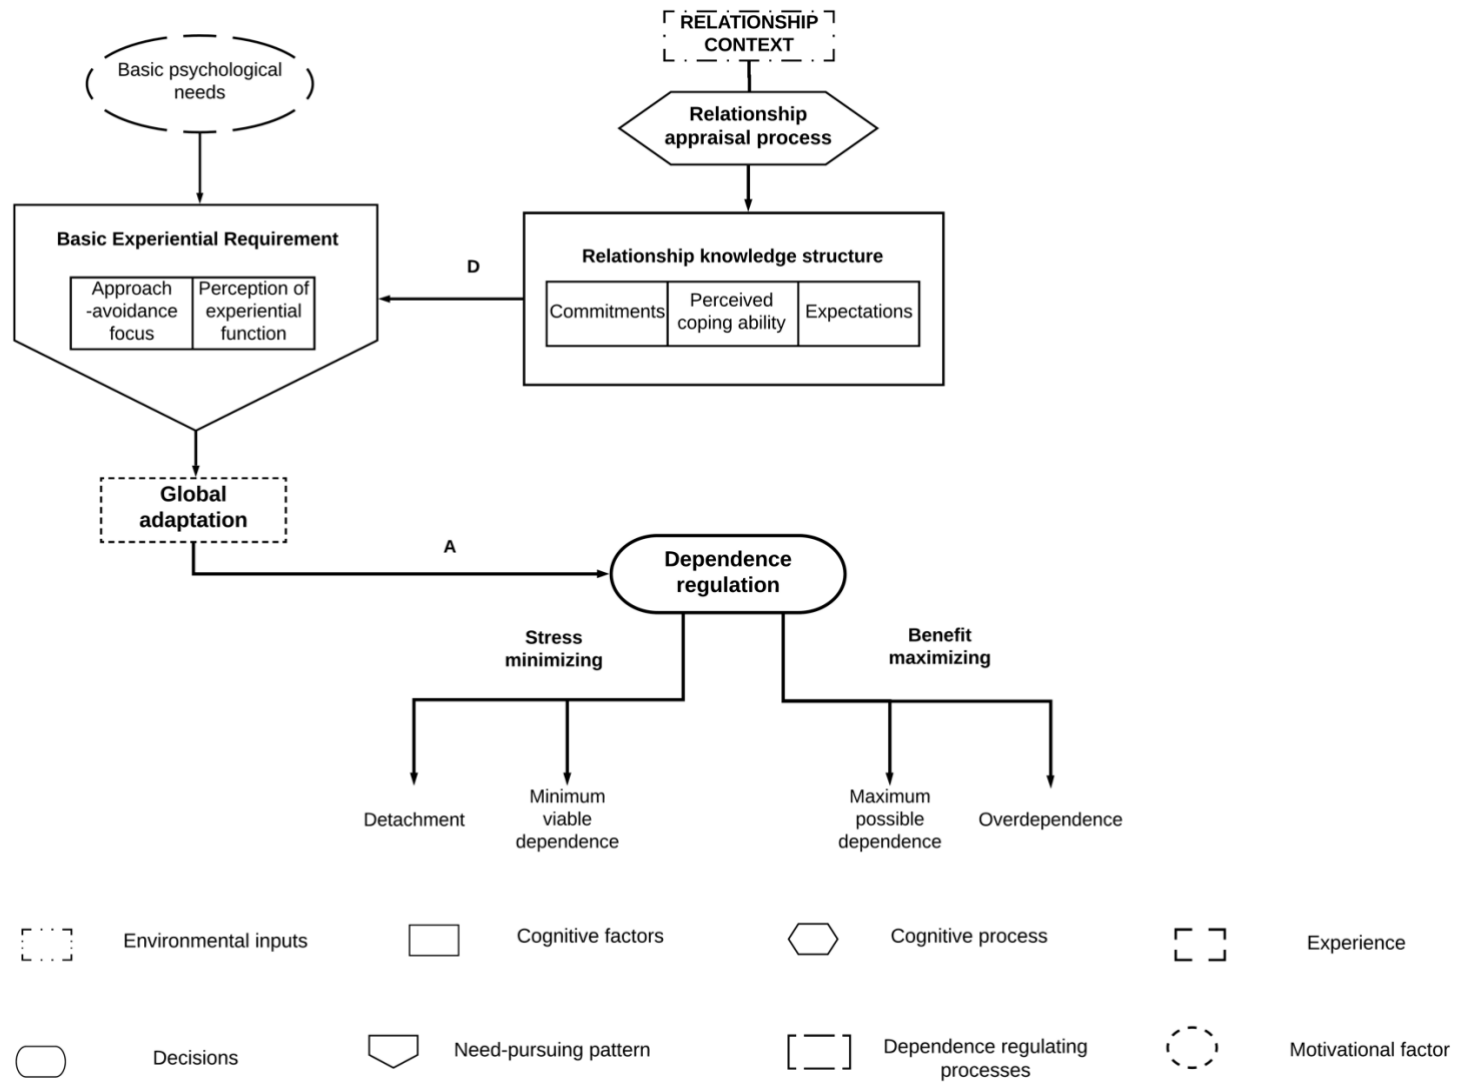 RELATIONSHIP
CONTEXT
Basic psychological
needs
Relationship
appraisal process
Basic Experiential Requirement
Approach
-avoidance
focus
Perception of
experiential
function
D
Relationship knowledge structure
Commitments
Perceived
coping ability
Expectations
Global
adaptation
A
Dependence
regulation
Stress
minimizing
Benefit
maximizing
Detachment
Minimum
viable
dependence
Maximum
possible
dependence
Overdependence
Environmental inputs
Cognitive factors
Cognitive process
Experience
Decisions
Need-pursuing pattern
Dependence regulating
processes
Motivational factor